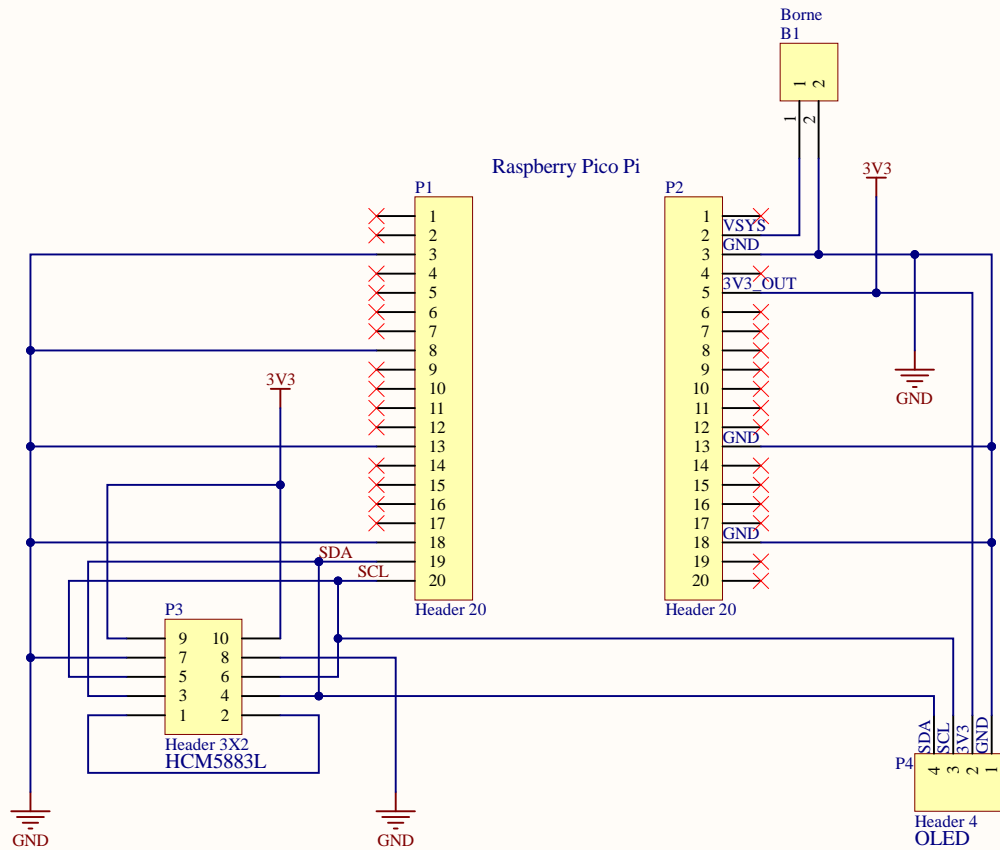 Borne
B1
1
2
1
2
Raspberry Pico Pi
3V3
P1
P2
1
2
3
4
5
6
7
8
9
10
11
12
13
14
15
16
17
18
19
20
Header 20
1
2
3
4
5
6
7
8
9
10
11
12
13
14
15
16
17
18
19
20
Header 20
VSYS
GND
3V3_OUT
GND
GND
GND
3V3
SDA
SCL
P3
9 10
7 8
5 6
3 4
1 2
Header 3X2
HCM5883L
GND
GND
SDA
SCL
3V3
GND
P4
4
3
2
1
Header 4
OLED